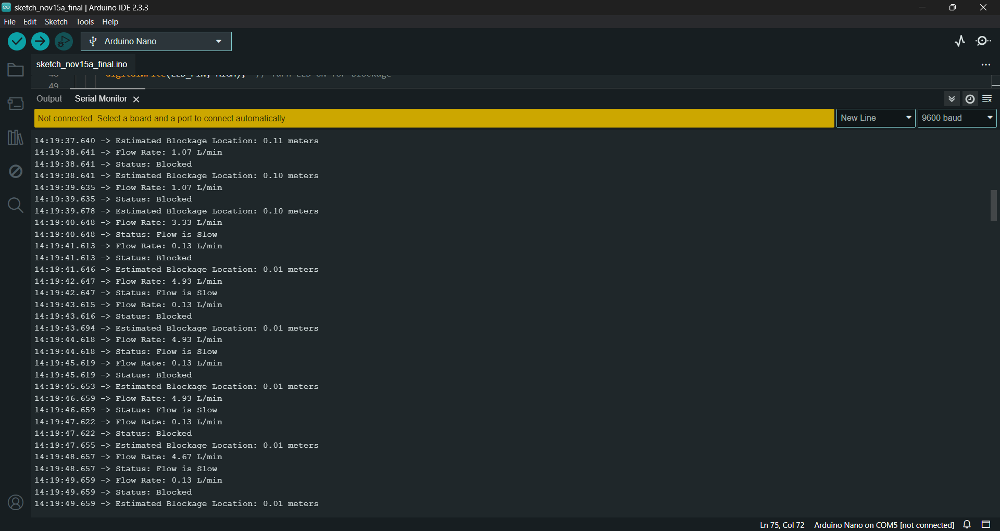 sketch_nov15a_final | Arduino IDE 2.3.3
File Edit Sketch Tools Help
Arduino Nano
sketch_nov15a_final.ino
49
Output Serial Monitor
Not connected. Select a board and a port to connect automatically.
New Line
9600 baud
14:19:37.640 -> Estimated Blockage Location: 0.11 meters
14:19:38.641 -> Flow Rate: 1.07 L/min
14:19:38.641 -> Status: Blocked
14:19:38.641 -> Estimated Blockage Location: 0.10 meters
14:19:39.635 -> Flow Rate: 1.07 L/min
14:19:39.635 -> Status: Blocked
14:19:39.678 -> Estimated Blockage Location: 0.10 meters
14:19:40.648 -> Flow Rate: 3.33 L/min
14:19:40.648 -> Status: Flow is Slow
14:19:41.613 -> Flow Rate: 0.13 L/min
14:19:41.613 -> Status: Blocked
14:19:41.646 -> Estimated Blockage Location: 0.01 meters
14:19:42.647 -> Flow Rate: 4.93 L/min
14:19:42.647 -> Status: Flow is Slow
14:19:43.615 -> Flow Rate: 0.13 L/min
14:19:43.616 -> Status: Blocked
14:19:43.694 -> Estimated Blockage Location: 0.01 meters
14:19:44.618 -> Flow Rate: 4.93 L/min
14:19:44.618 -> Status: Flow is Slow
14:19:45.619 -> Flow Rate: 0.13 L/min
14:19:45.619 -> Status: Blocked
14:19:45.653 -> Estimated Blockage Location: 0.01 meters
14:19:46.659 -> Flow Rate: 4.93 L/min
14:19:46.659 -> Status: Flow is Slow
14:19:47.622 -> Flow Rate: 0.13 L/min
14:19:47.622 -> Status: Blocked
14:19:47.655 -> Estimated Blockage Location: 0.01 meters
14:19:48.657 -> Flow Rate: 4.67 L/min
14:19:48.657 -> Status: Flow is Slow
14:19:49.659 -> Flow Rate: 0.13 L/min
14:19:49.659 -> Status: Blocked
14:19:49.659 -> Estimated Blockage Location: 0.01 meters
Ln 75, Col 72 Arduino Nano on COM5 [not connected]